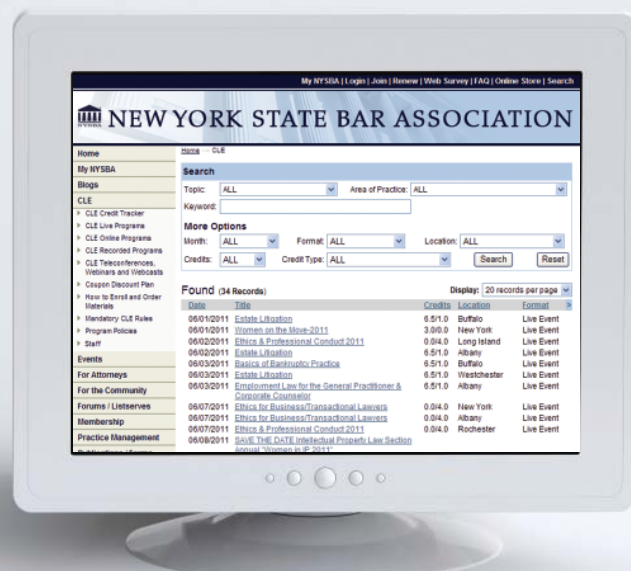 My NYSBA | Login | Join | Renew | Web Survey | FAQ | Online Store | Search
NYSBA
NEW YORK STATE BAR ASSOCIATION
Home
My NYSBA
Blogs
CLE
CLE Credit Tracker
CLE Live Programs
CLE Online Programs
CLE Recorded Programs
CLE Teleconferences,
Webinars and Webcasts
Coupon Discount Plan
How to Enroll and Order
Materials
Mandatory CLE Rules
Program Policies
Staff
Events
For Attorneys
For the Community
Forums / Listserves
Membership
Practice Management
Home → CLE
Search
Topic: ALL Area of Practice: ALL
Keyword:
More Options
Month: ALL Format: ALL Location: ALL
Credits: ALL Credit Type: ALL Search Reset
Found (34 Records) Display: 20 records per page
Date Title Credits Location Format >
06/01/2011 Estate Litigation 6.5/1.0 Buffalo Live Event
06/01/2011 Women on the Move-2011 3.0/0.0 New York Live Event
06/02/2011 Ethics & Professional Conduct 2011 0.0/4.0 Long Island Live Event
06/02/2011 Estate Litigation 6.5/1.0 Albany Live Event
06/03/2011 Basics of Bankruptcy Practice 6.5/1.0 Buffalo Live Event
06/03/2011 Estate Litigation 6.5/1.0 Westchester Live Event
06/03/2011 Employment Law for the General Practitioner & 6.5/1.0 Albany Live Event
Corporate Counselor
06/07/2011 Ethics for Business/Transactional Lawyers 0.0/4.0 New York Live Event
06/07/2011 Ethics for Business/Transactional Lawyers 0.0/4.0 Albany Live Event
06/07/2011 Ethics & Professional Conduct 2011 0.0/4.0 Rochester Live Event
06/08/2011 SAVE THE DATE Intellectual Property Law Section
Annual "Women in IP 2011"